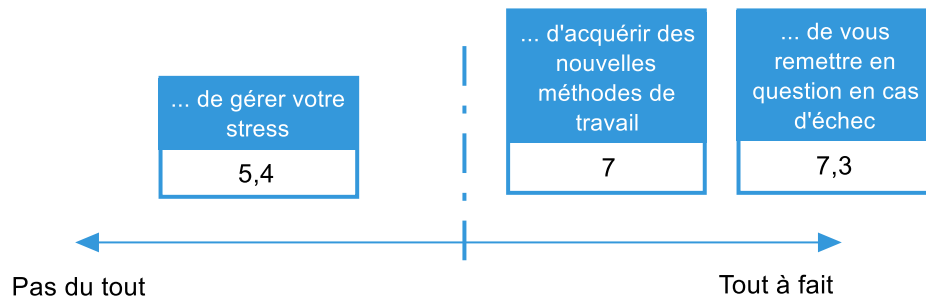 ... de gérer votre
stress
5,4
... d'acquérir des
nouvelles
méthodes de
travail
7
... de vous
remettre en
question en cas
d'échec
7,3
Pas du tout
Tout à fait